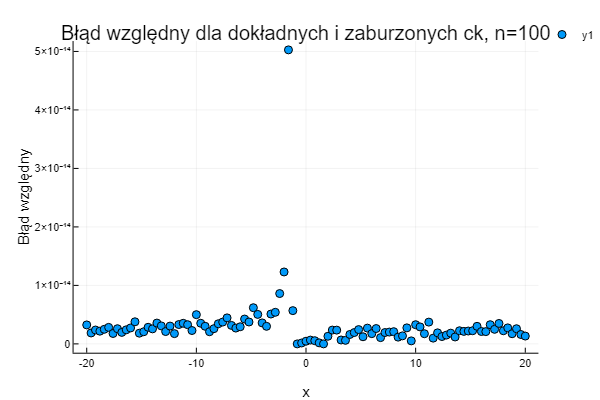 Błąd względny dla dokładnych i zaburzonych ck, n=100
y1
5×10⁻¹⁴
4×10⁻¹⁴
3×10⁻¹⁴
2×10⁻¹⁴
1×10⁻¹⁴
0
Błąd względny
-20
-10
0
10
20
x